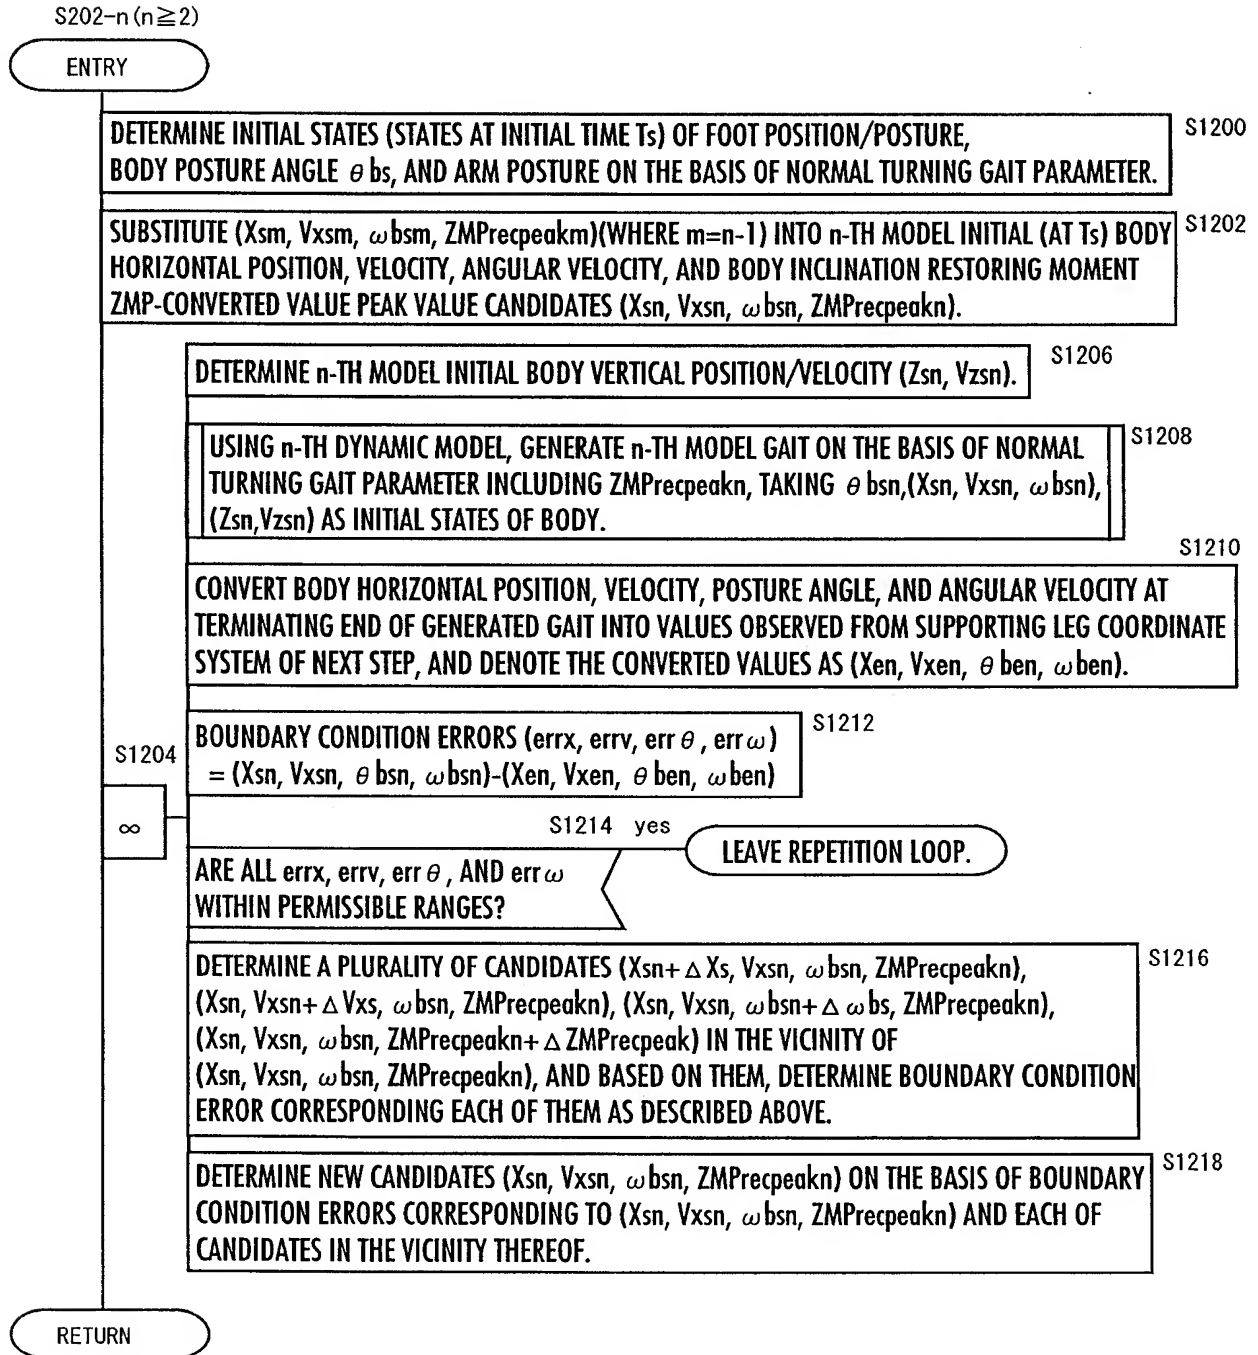 S202-n(n≧2)
ENTRY
DETERMINE INITIAL STATES (STATES AT INITIAL TIME Ts) OF FOOT POSITION/POSTURE,
BODY POSTURE ANGLE θbs, AND ARM POSTURE ON THE BASIS OF NORMAL TURNING GAIT PARAMETER.
S1200
SUBSTITUTE (Xsm, Vxsm, ωbsm, ZMPrecpeakm)(WHERE m=n-1) INTO n-TH MODEL INITIAL (AT Ts) BODY
HORIZONTAL POSITION, VELOCITY, ANGULAR VELOCITY, AND BODY INCLINATION RESTORING MOMENT
ZMP-CONVERTED VALUE PEAK VALUE CANDIDATES (Xsn, Vxsn, ωbsn, ZMPrecpeakn).
S1202
DETERMINE n-TH MODEL INITIAL BODY VERTICAL POSITION/VELOCITY (Zsn, Vzsn).
S1206
USING n-TH DYNAMIC MODEL, GENERATE n-TH MODEL GAIT ON THE BASIS OF NORMAL
TURNING GAIT PARAMETER INCLUDING ZMPrecpeakn, TAKING θbsn,(Xsn, Vxsn, ωbsn),
(Zsn,Vzsn) AS INITIAL STATES OF BODY.
S1208
S1210
CONVERT BODY HORIZONTAL POSITION, VELOCITY, POSTURE ANGLE, AND ANGULAR VELOCITY AT
TERMINATING END OF GENERATED GAIT INTO VALUES OBSERVED FROM SUPPORTING LEG COORDINATE
SYSTEM OF NEXT STEP, AND DENOTE THE CONVERTED VALUES AS (Xen, Vxen, θben, ωben).
S1212
BOUNDARY CONDITION ERRORS (errx, errv, errθ, errω)
= (Xsn, Vxsn, θbsn, ωbsn)-(Xen, Vxen, θben, ωben)
S1204
∞
S1214 yes
LEAVE REPETITION LOOP.
ARE ALL errx, errv, errθ, AND errω
WITHIN PERMISSIBLE RANGES?
DETERMINE A PLURALITY OF CANDIDATES (Xsn+ΔXs, Vxsn, ωbsn, ZMPrecpeakn),
(Xsn, Vxsn+ΔVxs, ωbsn, ZMPrecpeakn), (Xsn, Vxsn, ωbsn+Δωbs, ZMPrecpeakn),
(Xsn, Vxsn, ωbsn, ZMPrecpeakn+ΔZMPrecpeak) IN THE VICINITY OF
(Xsn, Vxsn, ωbsn, ZMPrecpeakn), AND BASED ON THEM, DETERMINE BOUNDARY CONDITION
ERROR CORRESPONDING EACH OF THEM AS DESCRIBED ABOVE.
S1216
DETERMINE NEW CANDIDATES (Xsn, Vxsn, ωbsn, ZMPrecpeakn) ON THE BASIS OF BOUNDARY
CONDITION ERRORS CORRESPONDING TO (Xsn, Vxsn, ωbsn, ZMPrecpeakn) AND EACH OF
CANDIDATES IN THE VICINITY THEREOF.
S1218
RETURN